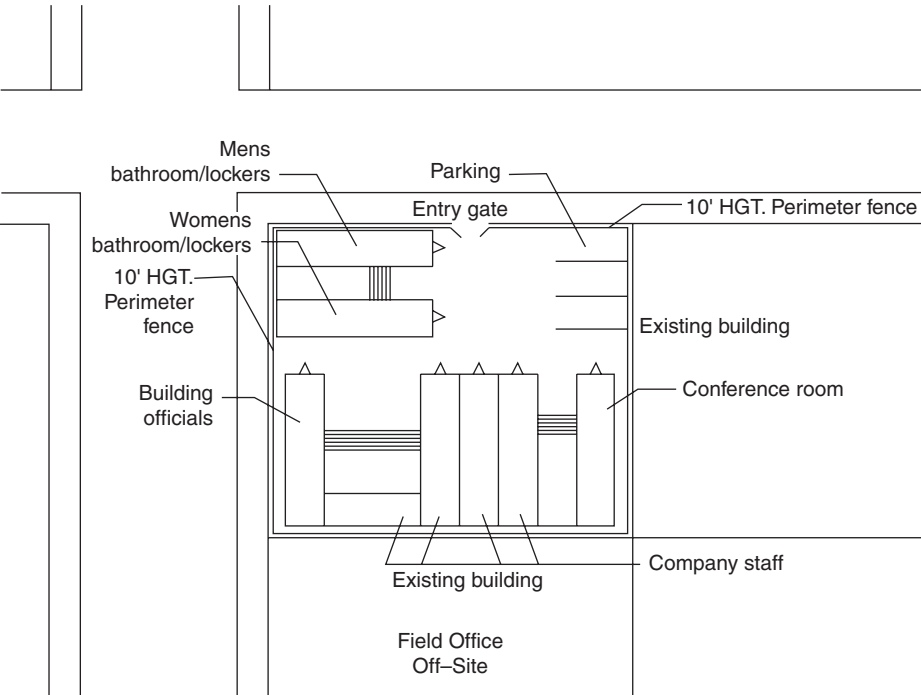 Mens
bathroom/lockers
Parking
Womens
bathroom/lockers
Entry gate
10' HGT. Perimeter fence
10' HGT.
Perimeter
fence
Existing building
Building
officials
Conference room
Company staff
Existing building
Field Office
Off–Site